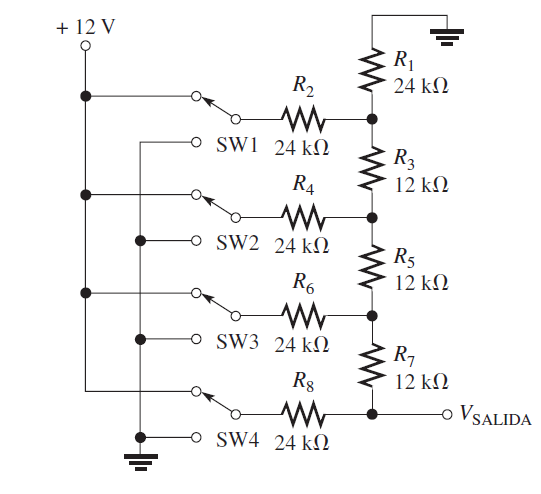 + 12 V
R1
24 kΩ
R2
SW1 24 kΩ
R3
12 kΩ
R4
SW2 24 kΩ
R5
12 kΩ
R6
SW3 24 kΩ
R7
12 kΩ
R8
VSALIDA
SW4 24 kΩ